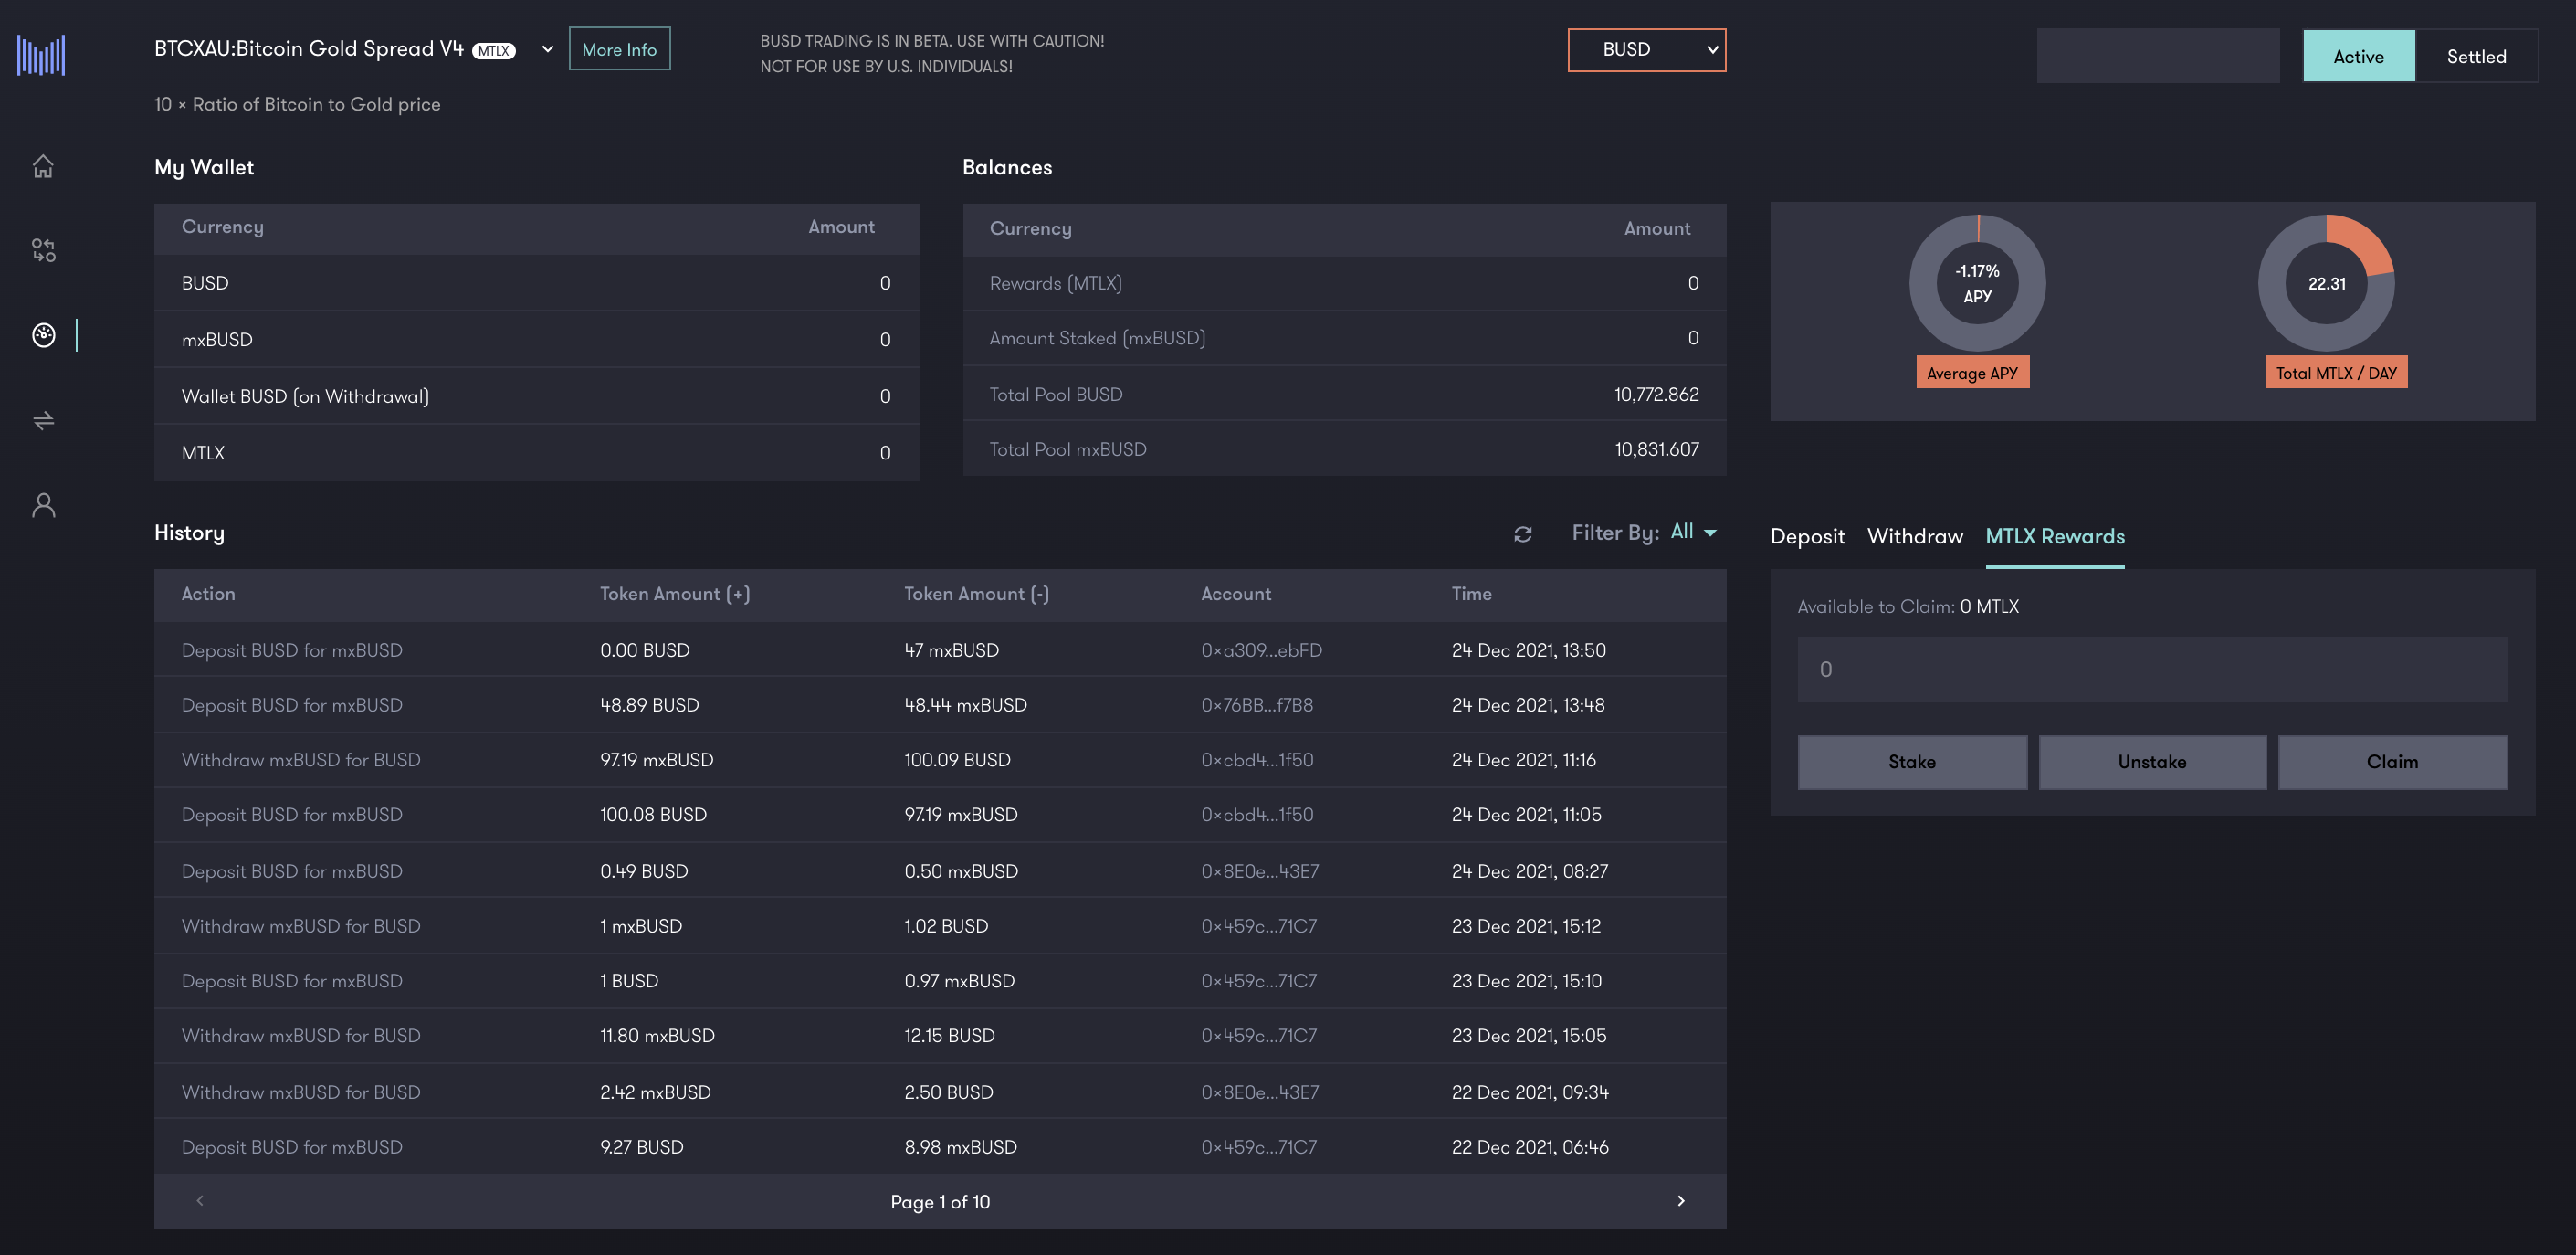 BTCXAU:Bitcoin Gold Spread V4 MTLX
More Info
BUSD TRADING IS IN BETA. USE WITH CAUTION!
NOT FOR USE BY U.S. INDIVIDUALS!
BUSD
Active Settled
10 × Ratio of Bitcoin to Gold price
My Wallet
Currency Amount
BUSD 0
mxBUSD 0
Wallet BUSD (on Withdrawal) 0
MTLX 0
Balances
Currency Amount
Rewards (MTLX) 0
Amount Staked (mxBUSD) 0
Total Pool BUSD 10,772.862
Total Pool mxBUSD 10,831.607
-1.17%
APY
Average APY
22.31
Total MTLX / DAY
History
Filter By: All
Action Token Amount (+) Token Amount (-) Account Time
Deposit BUSD for mxBUSD 0.00 BUSD 47 mxBUSD 0×a309...ebFD 24 Dec 2021, 13:50
Deposit BUSD for mxBUSD 48.89 BUSD 48.44 mxBUSD 0×76BB...f7B8 24 Dec 2021, 13:48
Withdraw mxBUSD for BUSD 97.19 mxBUSD 100.09 BUSD 0×cbd4...1f50 24 Dec 2021, 11:16
Deposit BUSD for mxBUSD 100.08 BUSD 97.19 mxBUSD 0×cbd4...1f50 24 Dec 2021, 11:05
Deposit BUSD for mxBUSD 0.49 BUSD 0.50 mxBUSD 0×8E0e...43E7 24 Dec 2021, 08:27
Withdraw mxBUSD for BUSD 1 mxBUSD 1.02 BUSD 0×459c...71C7 23 Dec 2021, 15:12
Deposit BUSD for mxBUSD 1 BUSD 0.97 mxBUSD 0×459c...71C7 23 Dec 2021, 15:10
Withdraw mxBUSD for BUSD 11.80 mxBUSD 12.15 BUSD 0×459c...71C7 23 Dec 2021, 15:05
Withdraw mxBUSD for BUSD 2.42 mxBUSD 2.50 BUSD 0×8E0e...43E7 22 Dec 2021, 09:34
Deposit BUSD for mxBUSD 9.27 BUSD 8.98 mxBUSD 0×459c...71C7 22 Dec 2021, 06:46
Page 1 of 10
Deposit Withdraw MTLX Rewards
Available to Claim: 0 MTLX
0
Stake Unstake Claim